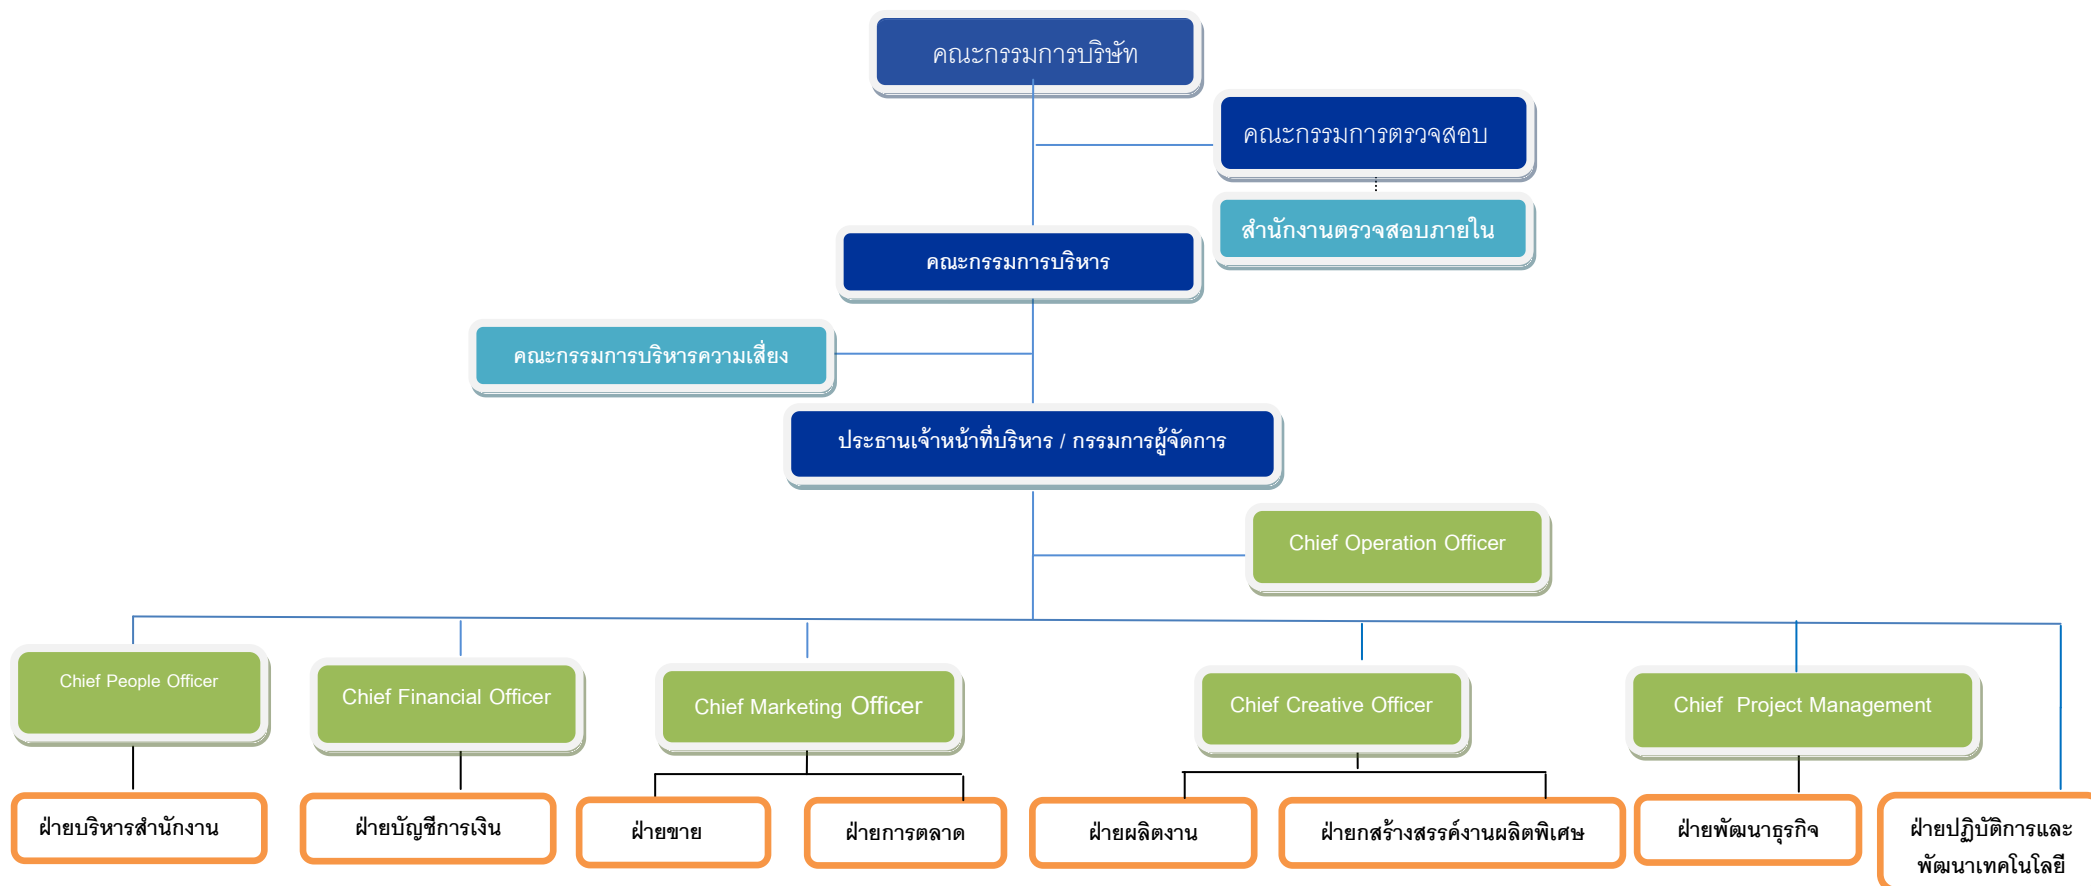 คณะกรรมการบริษัท
คณะกรรมการตรวจสอบ
สำนักงานตรวจสอบภายใน
คณะกรรมการบริหาร
คณะกรรมการบริหารความเสี่ยง
ประธานเจ้าหน้าที่บริหาร / กรรมการผู้จัดการ
Chief Operation Officer
Chief People Officer
Chief Financial Officer
Chief Marketing Officer
Chief Creative Officer
Chief Project Management
ฝ่ายบริหารสำนักงาน
ฝ่ายบัญชีการเงิน
ฝ่ายขาย
ฝ่ายการตลาด
ฝ่ายผลิตงาน
ฝ่ายกสร้างสรรค์งานผลิตพิเศษ
ฝ่ายพัฒนาธุรกิจ
ฝ่ายปฏิบัติการและ
พัฒนาเทคโนโลยี